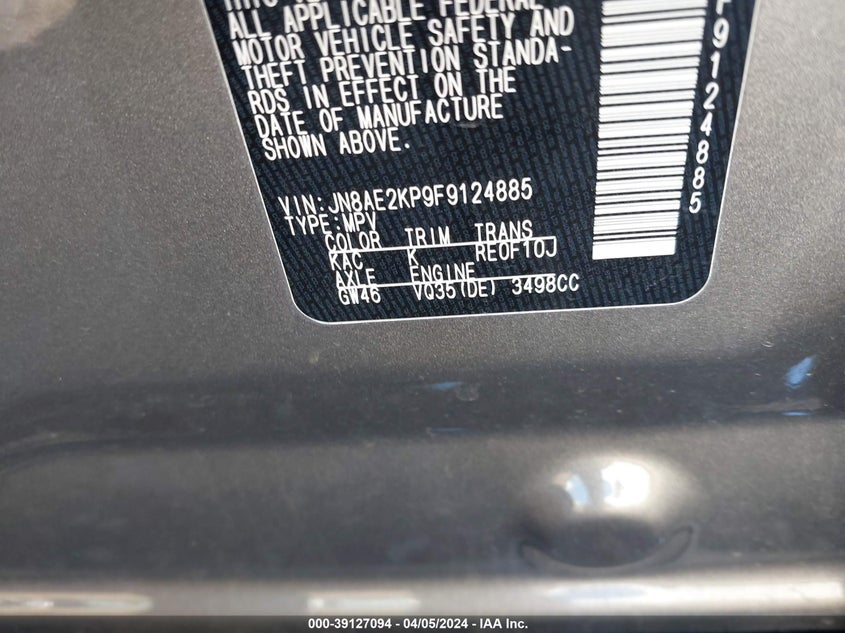 ALL APPLICABLE FEDERAL
MOTOR VEHICLE SAFETY AND
THEFT PREVENTION STANDA-
RDS IN EFFECT ON THE
DATE OF MANUFACTURE
SHOWN ABOVE.
VIN:JN8AE2KP9F9124885
TYPE:MPV
COLOR TRIM TRANS
KAC K RE0F10J
AXLE ENGINE
GW46 VQ35(DE) 3498CC
F9124885
000-39127094 - 04/05/2024 - IAA Inc.